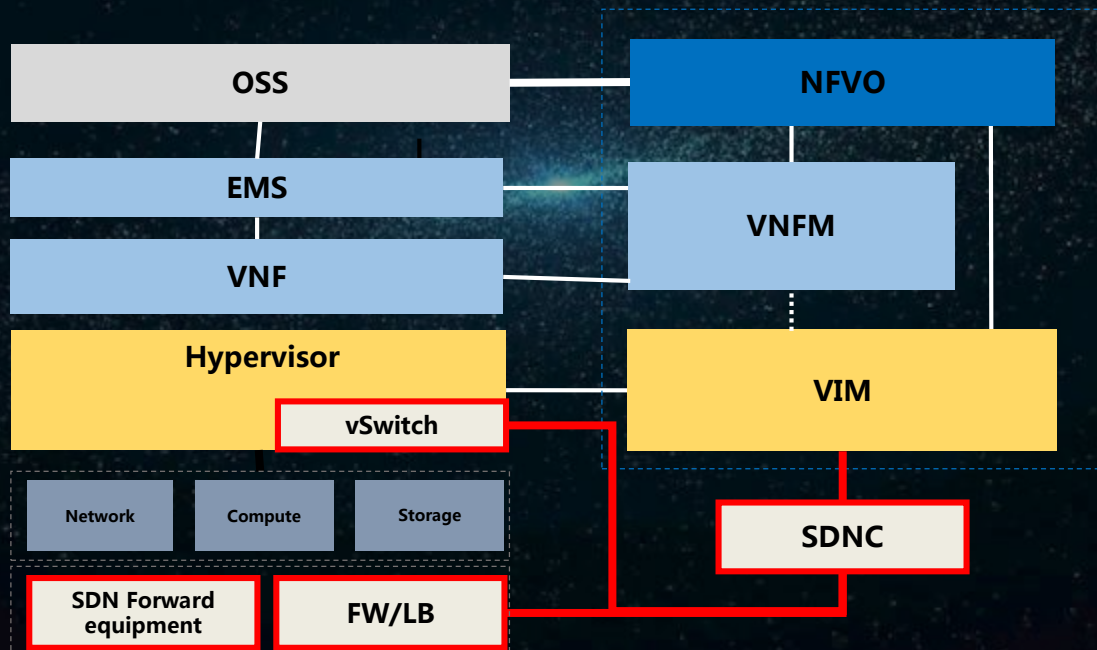 OSS
NFVO
EMS
VNFM
VNF
Hypervisor
vSwitch
VIM
Network
Compute
Storage
SDNC
SDN Forward
equipment
FW/LB